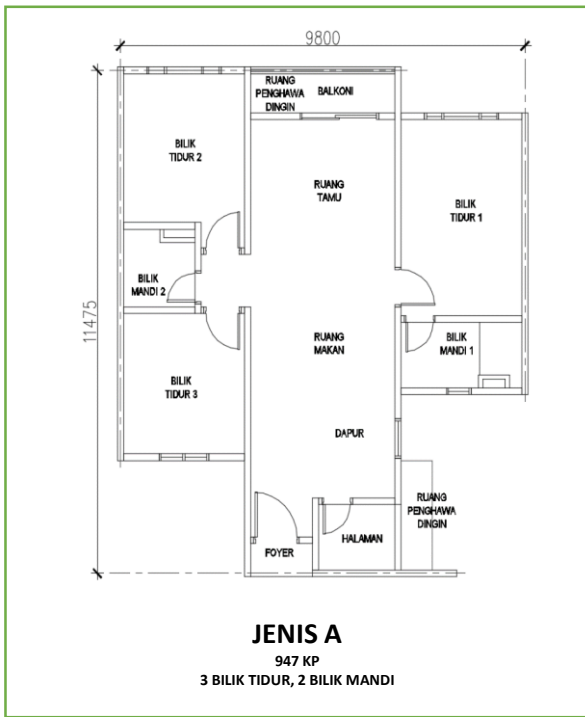 9800
RUANG
PENGHAWA
DINGIN
BALKONI
BILIK
TIDUR 2
RUANG
TAMU
BILIK
TIDUR 1
BILIK
MANDI 2
11475
RUANG
MAKAN
BILIK
MANDI 1
BILIK
TIDUR 3
DAPUR
RUANG
PENGHAWA
DINGIN
FOYER
HALAMAN
JENIS A
947 KP
3 BILIK TIDUR, 2 BILIK MANDI